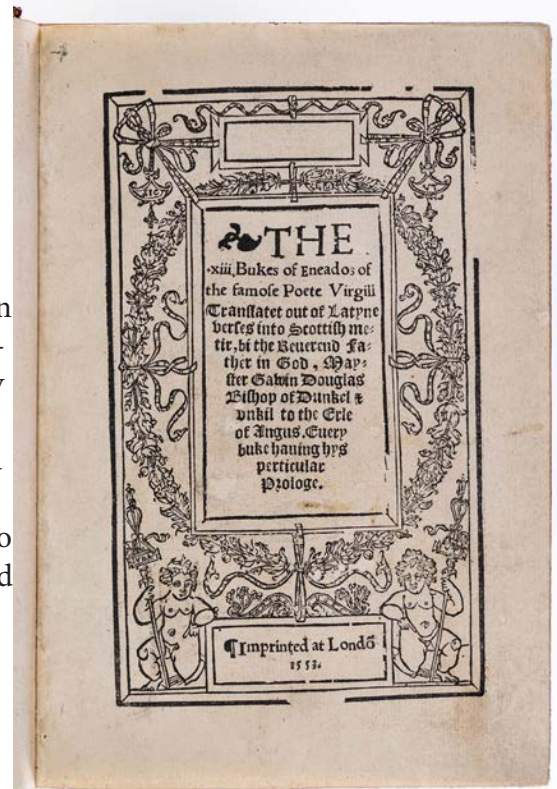 THE
.xiii. Bukes of Eneados of
the famose Poete Virgill
Translatet out of Latyne
verses into Scottish me-
tir, bi the Reuerend Fa-
ther in God, May-
ster Gawin Douglas
Bishop of Dunkel &
vnkil to the Erle
of Angus. Euery
buke hauing hys
perticular
Prologe.
¶Imprinted at Londō
1553.